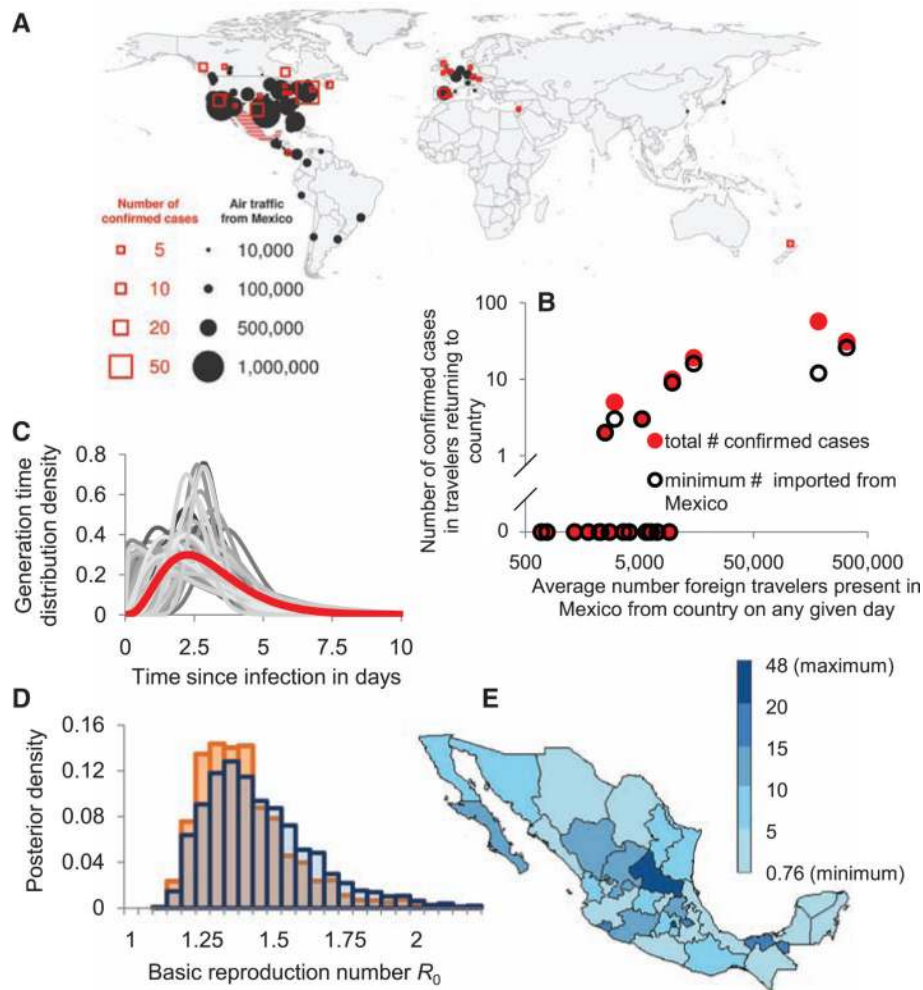 A
Number of
confirmed cases
Air traffic
from Mexico
5
10,000
10
100,000
20
500,000
50
1,000,000
B
Number of confirmed cases
in travelers returning to
country
100
10
1
0
total # confirmed cases
minimum # imported from
Mexico
500
5,000
50,000
500,000
Average number foreign travelers present in
Mexico from country on any given day
C
Generation time
distribution density
0.8
0.6
0.4
0.2
0
0
2.5
5
7.5
10
Time since infection in days
D
Posterior density
0.16
0.12
0.08
0.04
0
1
1.25
1.5
1.75
2
Basic reproduction number R₀
E
48 (maximum)
20
15
10
5
0.76 (minimum)